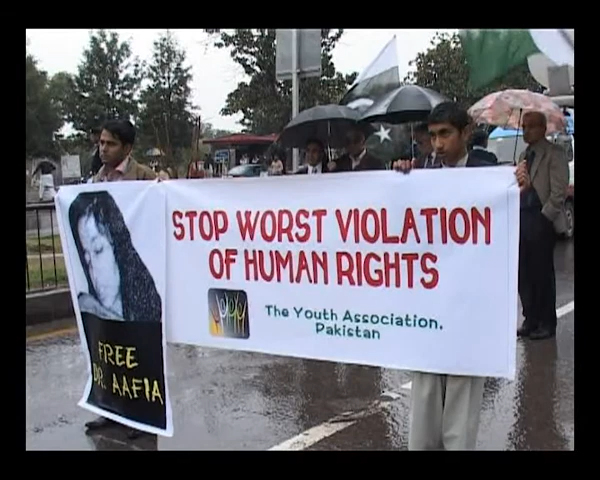 STOP WORST VIOLATION
OF HUMAN RIGHTS
The Youth Association,
Pakistan
FREE
DR. AAFIA